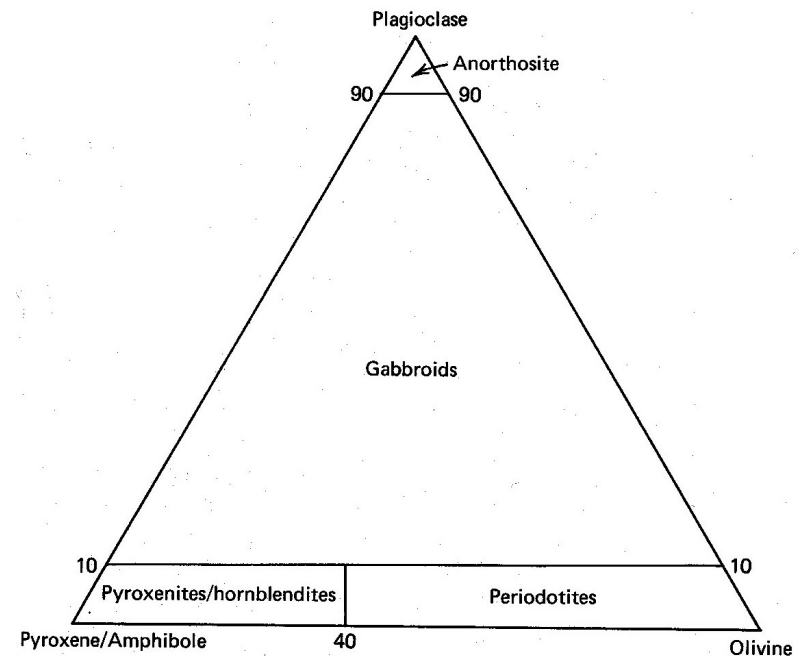 Plagioclase
Anorthosite
90 90
Gabbroids
10 10
Pyroxenites/hornblendites Periodotites
Pyroxene/Amphibole 40 Olivine